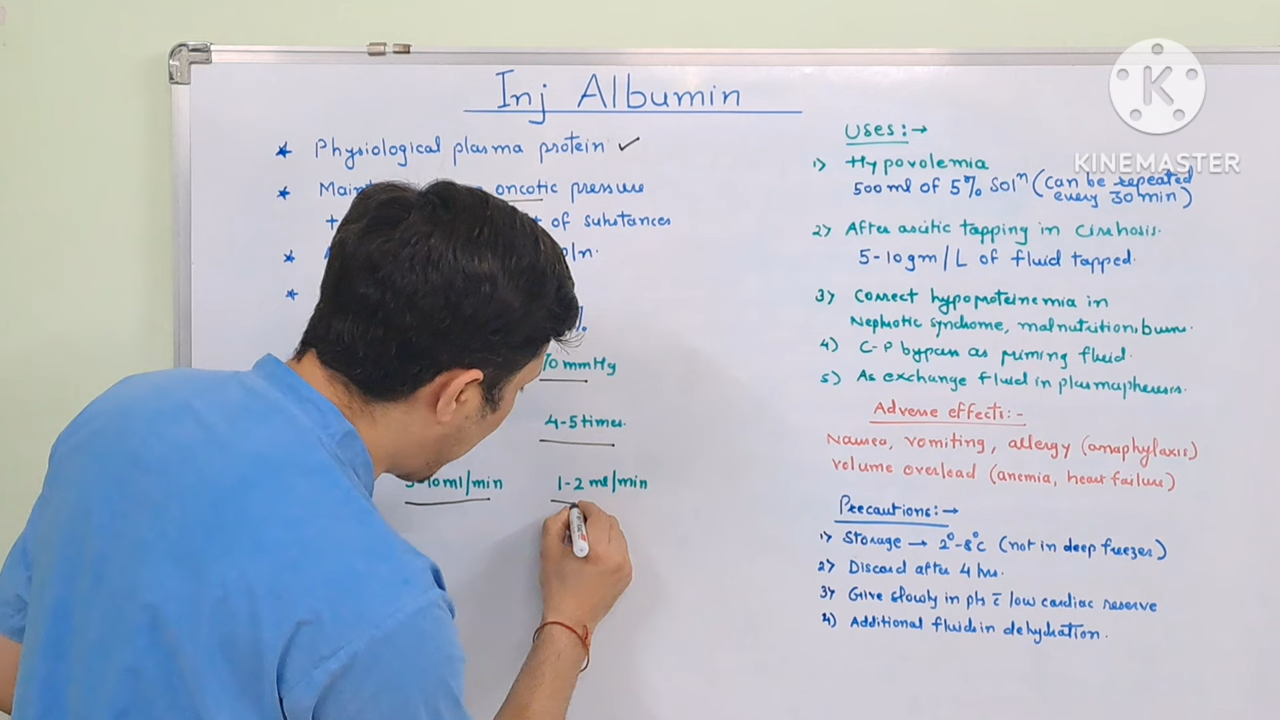 Inj Albumin
★ Physiological plasma protein ✓
★ oncotic pressure
+ of substances
★ oln.
★
%
70 mmHg
4-5 times.
5-10 ml/min 1-2 ml/min
Uses:→
1) Hypovolemia
500 ml of 5% Solⁿ (can be repeated
every 30 min)
2) After ascitic tapping in cirrhosis.
5-10 gm/L of fluid tapped.
3) Correct hypoproteinemia in
Nephrotic syndrome, malnutrition, burns.
4) C-P bypass as priming fluid.
5) As exchange fluid in plasmapheresis.
Adverse effects:-
Nausea, vomiting, allergy (anaphylaxis)
volume overload (anemia, heart failure)
Precautions:→
1) Storage → 2°-8°c (not in deep freezer)
2) Discard after 4 hrs.
3) Give slowly in pts c̄ low cardiac reserve
4) Additional fluids in dehydration.
K
KINEMASTER